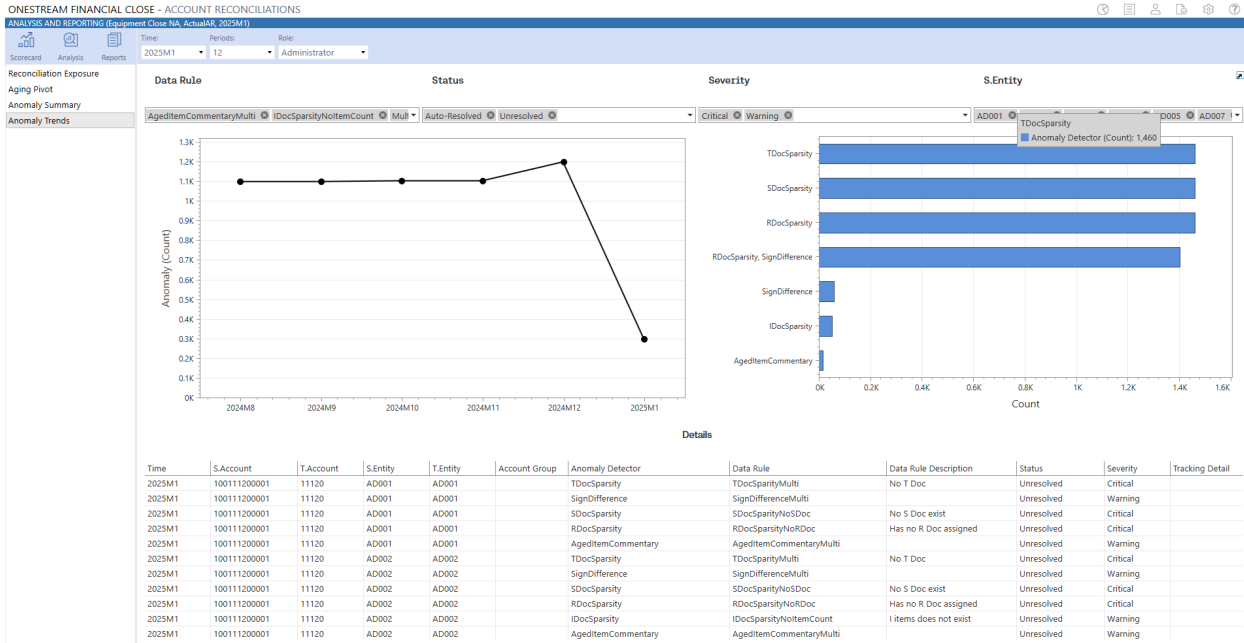 ONESTREAM FINANCIAL CLOSE - ACCOUNT RECONCILIATIONS
ANALYSIS AND REPORTING (Equipment Close NA, ActualAR, 2025M1)
Scorecard Analysis Reports
Time: Periods: Role:
2025M1 12 Administrator
Reconciliation Exposure
Aging Pivot
Anomaly Summary
Anomaly Trends
Data Rule Status Severity S.Entity
AgedItemCommentaryMulti IDocSparsityNoItemCount Mul Auto-Resolved Unresolved Critical Warning AD001 D005 AD007
TDocSparsity
Anomaly Detector (Count): 1,460
Anomaly (Count)
1.3K
1.2K
1.1K
1K
0.9K
0.8K
0.7K
0.6K
0.5K
0.4K
0.3K
0.2K
0.1K
0K
2024M8 2024M9 2024M10 2024M11 2024M12 2025M1
TDocSparsity
SDocSparsity
RDocSparsity
RDocSparsity, SignDifference
SignDifference
IDocSparsity
AgedItemCommentary
0K 0.2K 0.4K 0.6K 0.8K 1K 1.2K 1.4K 1.6K
Count
Details
Time S.Account T.Account S.Entity T.Entity Account Group Anomaly Detector Data Rule Data Rule Description Status Severity Tracking Detail
2025M1 100111200001 11120 AD001 AD001 TDocSparsity TDocSparityMulti No T Doc Unresolved Critical
2025M1 100111200001 11120 AD001 AD001 SignDifference SignDifferenceMulti Unresolved Warning
2025M1 100111200001 11120 AD001 AD001 SDocSparsity SDocSparityNoSDoc No S Doc exist Unresolved Critical
2025M1 100111200001 11120 AD001 AD001 RDocSparsity RDocSparsityNoRDoc Has no R Doc assigned Unresolved Critical
2025M1 100111200001 11120 AD001 AD001 AgedItemCommentary AgedItemCommentaryMulti Unresolved Warning
2025M1 100111200001 11120 AD002 AD002 TDocSparsity TDocSparityMulti No T Doc Unresolved Critical
2025M1 100111200001 11120 AD002 AD002 SignDifference SignDifferenceMulti Unresolved Warning
2025M1 100111200001 11120 AD002 AD002 SDocSparsity SDocSparityNoSDoc No S Doc exist Unresolved Critical
2025M1 100111200001 11120 AD002 AD002 RDocSparsity RDocSparsityNoRDoc Has no R Doc assigned Unresolved Critical
2025M1 100111200001 11120 AD002 AD002 IDocSparsity IDocSparsityNoItemCount I items does not exist Unresolved Warning
2025M1 100111200001 11120 AD002 AD002 AgedItemCommentary AgedItemCommentaryMulti Unresolved Warning